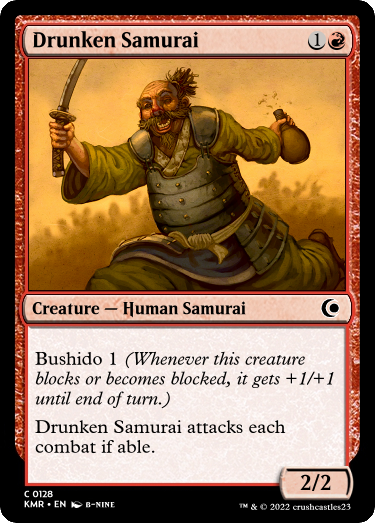 Drunken Samurai 1
Creature — Human Samurai
Bushido 1 (Whenever this creature
blocks or becomes blocked, it gets +1/+1
until end of turn.)
Drunken Samurai attacks each
combat if able.
2/2
C 0128
KMR • EN B-NINE
™ & © 2022 crushcastles23